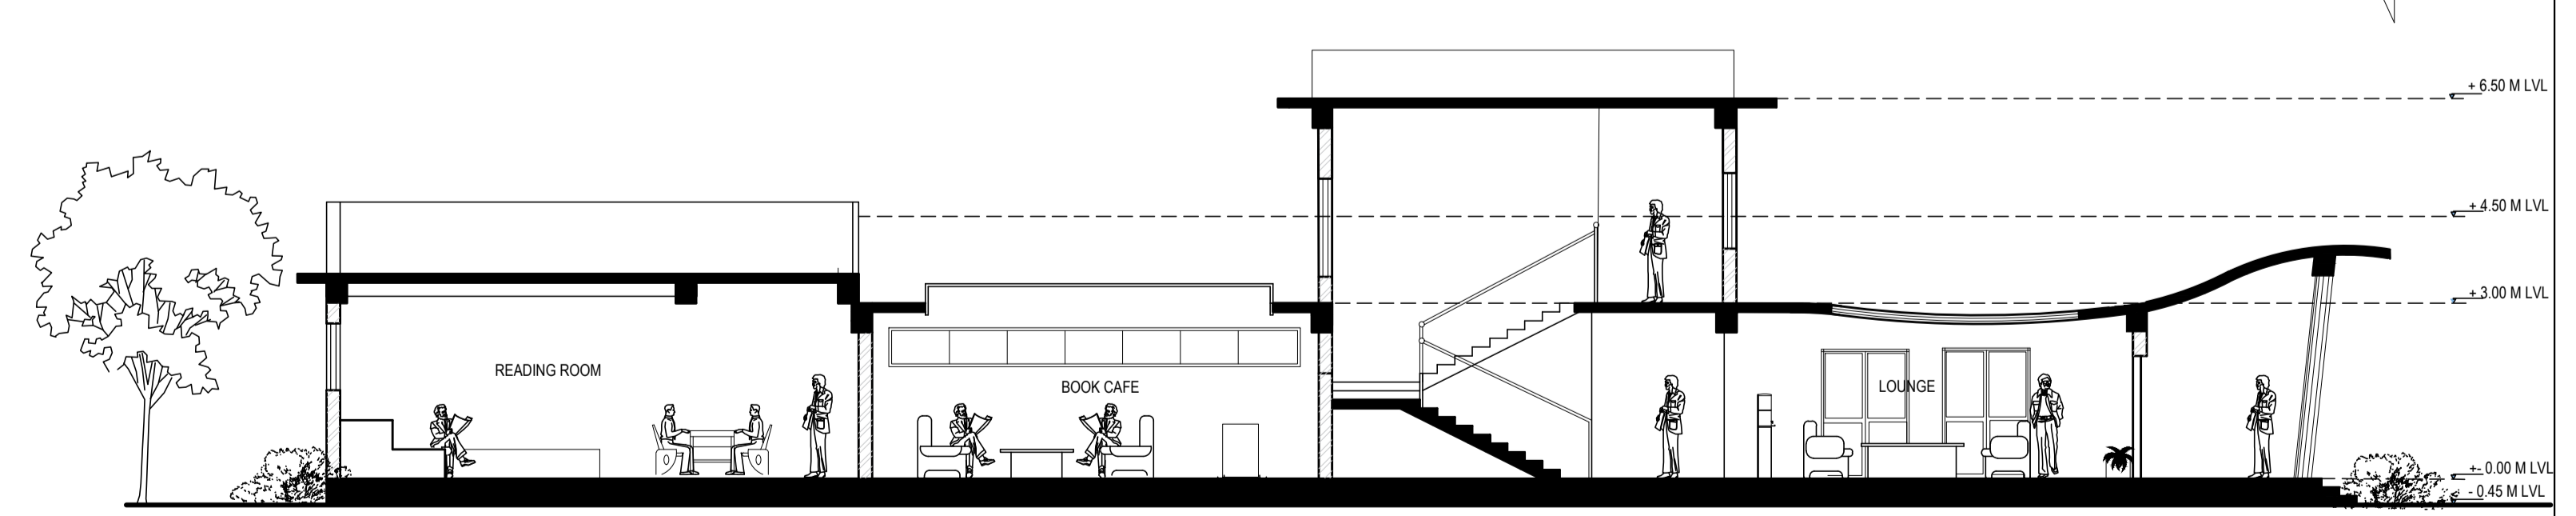 + 6.50 M LVL
+ 4.50 M LVL
+ 3.00 M LVL
READING ROOM
BOOK CAFE
LOUNGE
+- 0.00 M LVL
- 0.45 M LVL